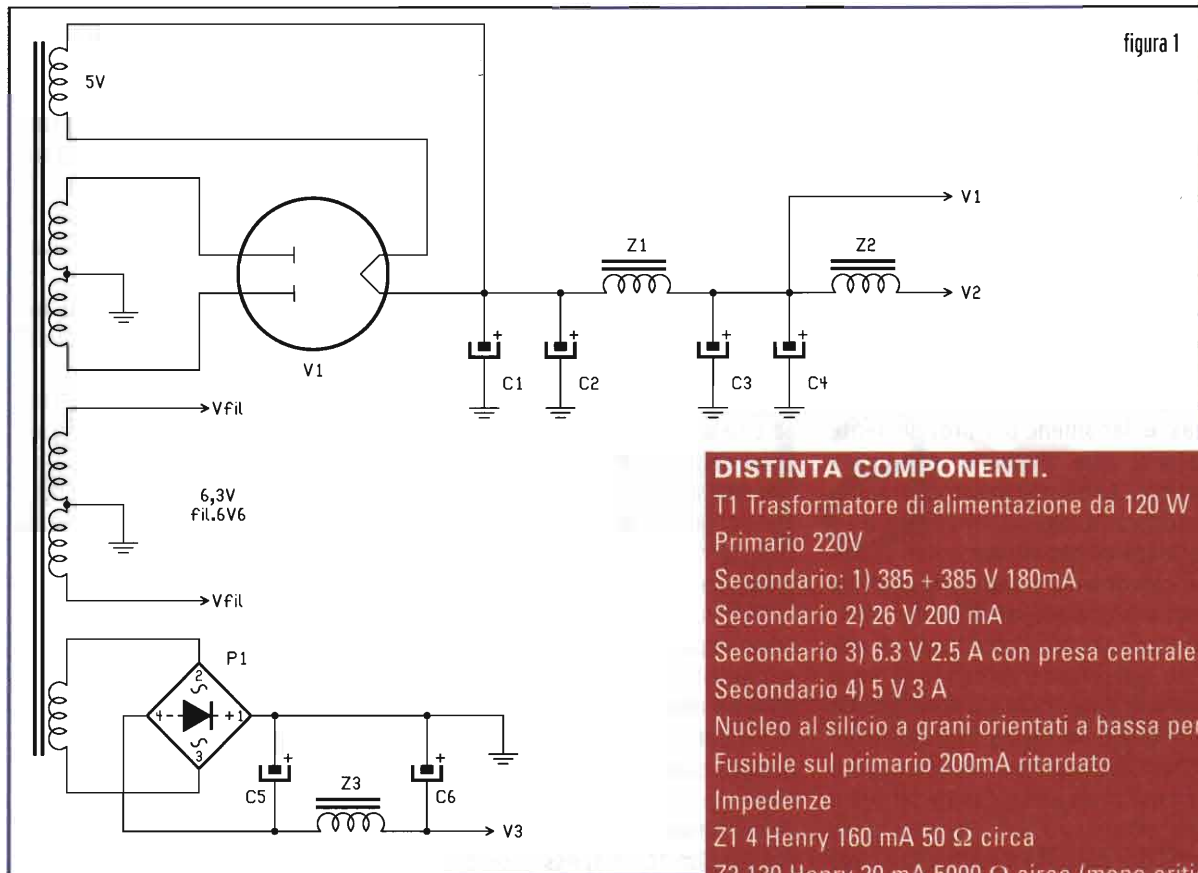 figura 1
5V
V1
V1
Z1
Z2
V2
+
+
+
+
C1
C2
C3
C4
Vfil
6,3V
fil.6V6
Vfil
P1
2
4 - + 1
3
+
+
C5
C6
Z3
V3
DISTINTA COMPONENTI.
T1 Trasformatore di alimentazione da 120 W
Primario 220V
Secondario: 1) 385 + 385 V 180mA
Secondario 2) 26 V 200 mA
Secondario 3) 6.3 V 2.5 A con presa centrale
Secondario 4) 5 V 3 A
Nucleo al silicio a grani orientati a bassa per
Fusibile sul primario 200mA ritardato
Impedenze
Z1 4 Henry 160 mA 50 Ω circa